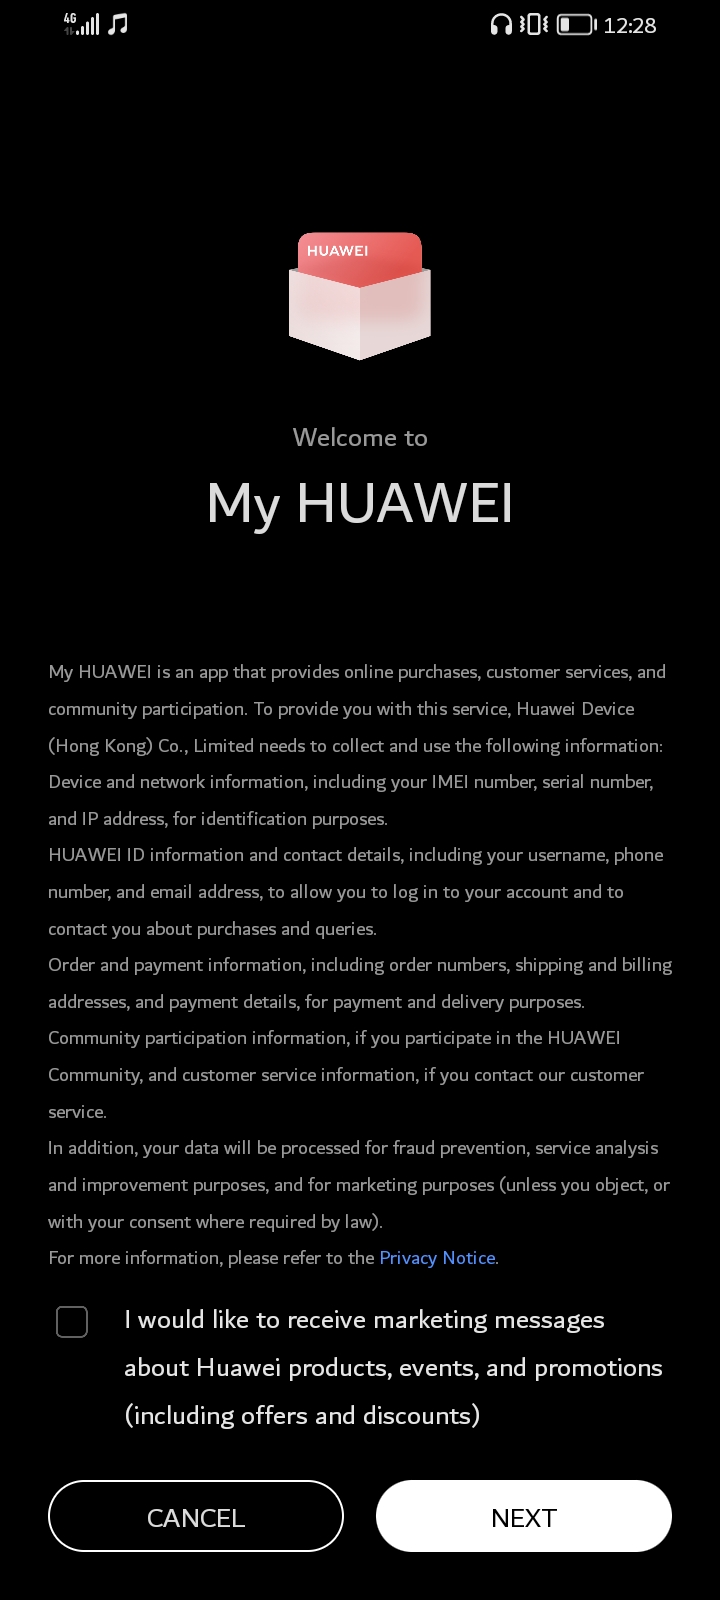 4G
12:28
HUAWEI
Welcome to
My HUAWEI
My HUAWEI is an app that provides online purchases, customer services, and
community participation. To provide you with this service, Huawei Device
(Hong Kong) Co., Limited needs to collect and use the following information:
Device and network information, including your IMEI number, serial number,
and IP address, for identification purposes.
HUAWEI ID information and contact details, including your username, phone
number, and email address, to allow you to log in to your account and to
contact you about purchases and queries.
Order and payment information, including order numbers, shipping and billing
addresses, and payment details, for payment and delivery purposes.
Community participation information, if you participate in the HUAWEI
Community, and customer service information, if you contact our customer
service.
In addition, your data will be processed for fraud prevention, service analysis
and improvement purposes, and for marketing purposes (unless you object, or
with your consent where required by law).
For more information, please refer to the Privacy Notice.
I would like to receive marketing messages
about Huawei products, events, and promotions
(including offers and discounts)
CANCEL
NEXT